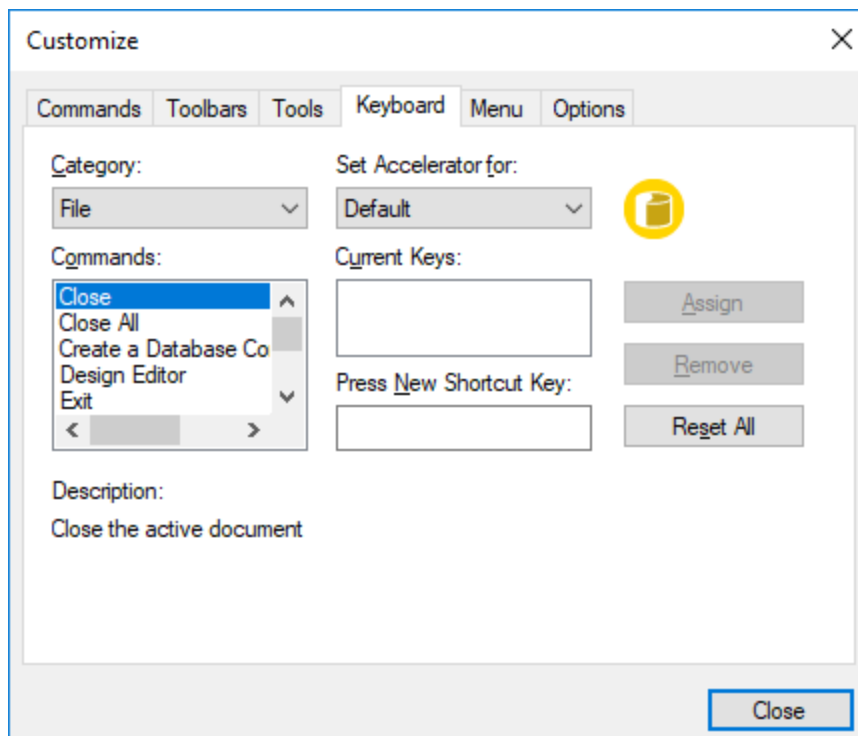 Customize
Commands Toolbars Tools Keyboard Menu Options
Category:
Set Accelerator for:
File
Default
Commands:
Current Keys:
Close
Close All
Create a Database Co
Design Editor
Exit
Assign
Remove
Press New Shortcut Key:
Reset All
Description:
Close the active document
Close